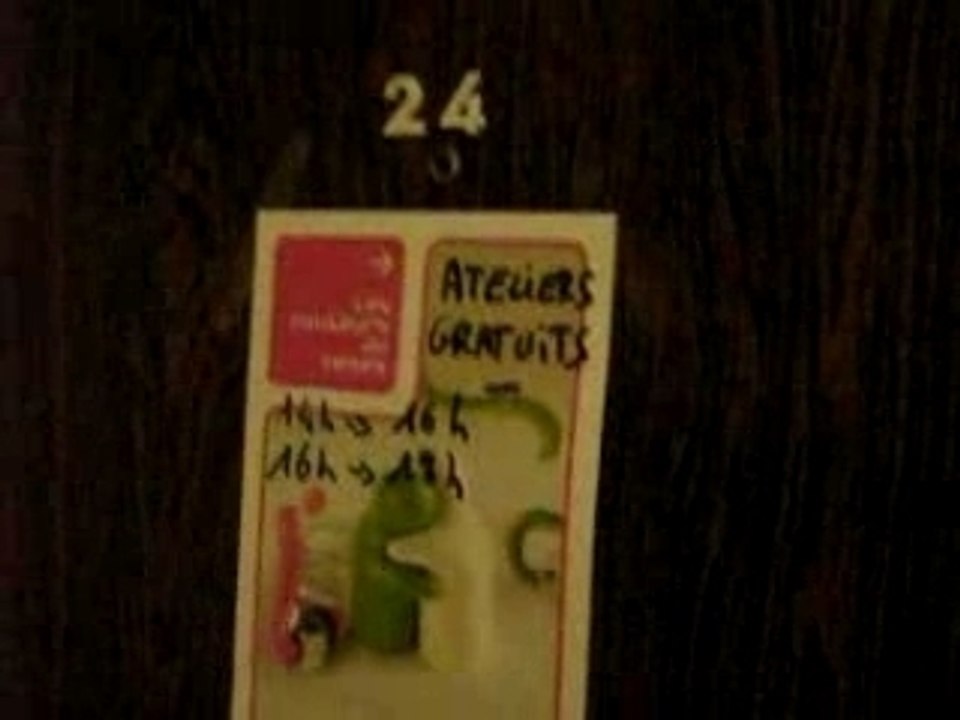 24
ATELIERS
GRATUITS
14h → 16h
16h → 18h